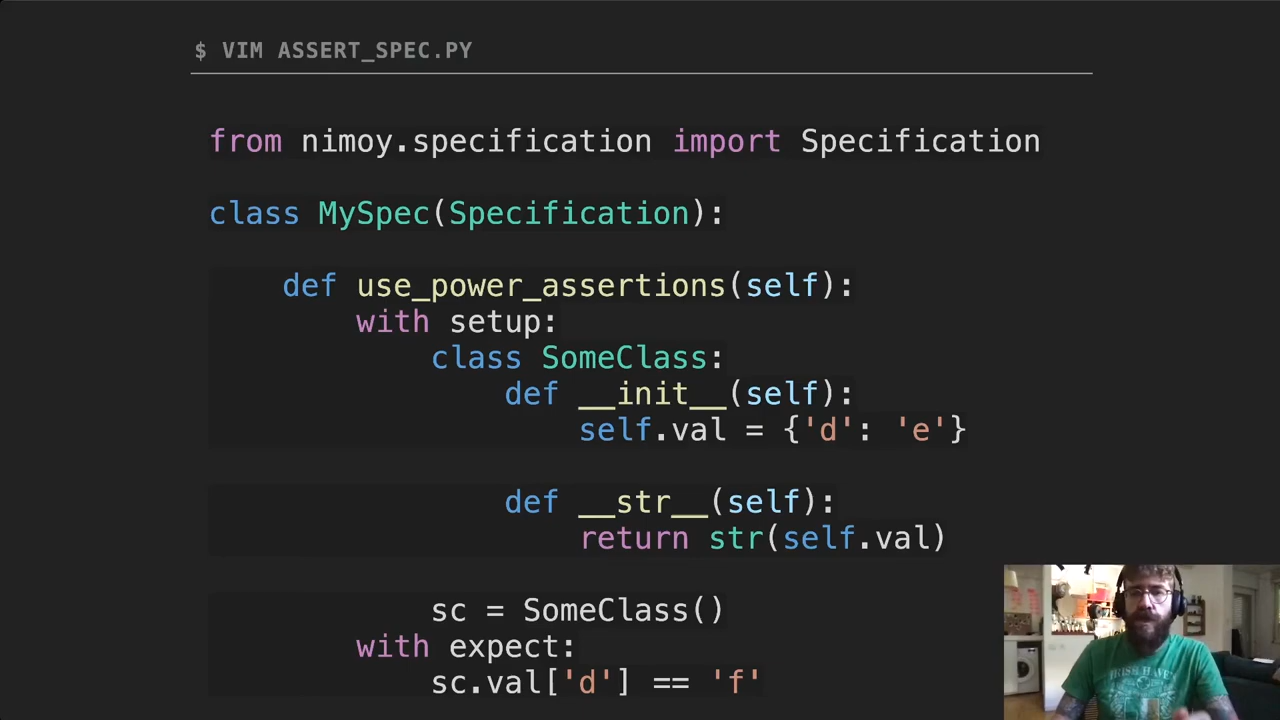 $ VIM ASSERT_SPEC.PY
from nimoy.specification import Specification
class MySpec(Specification):
def use_power_assertions(self):
with setup:
class SomeClass:
def __init__(self):
self.val = {'d': 'e'}
def __str__(self):
return str(self.val)
sc = SomeClass()
with expect:
sc.val['d'] == 'f'